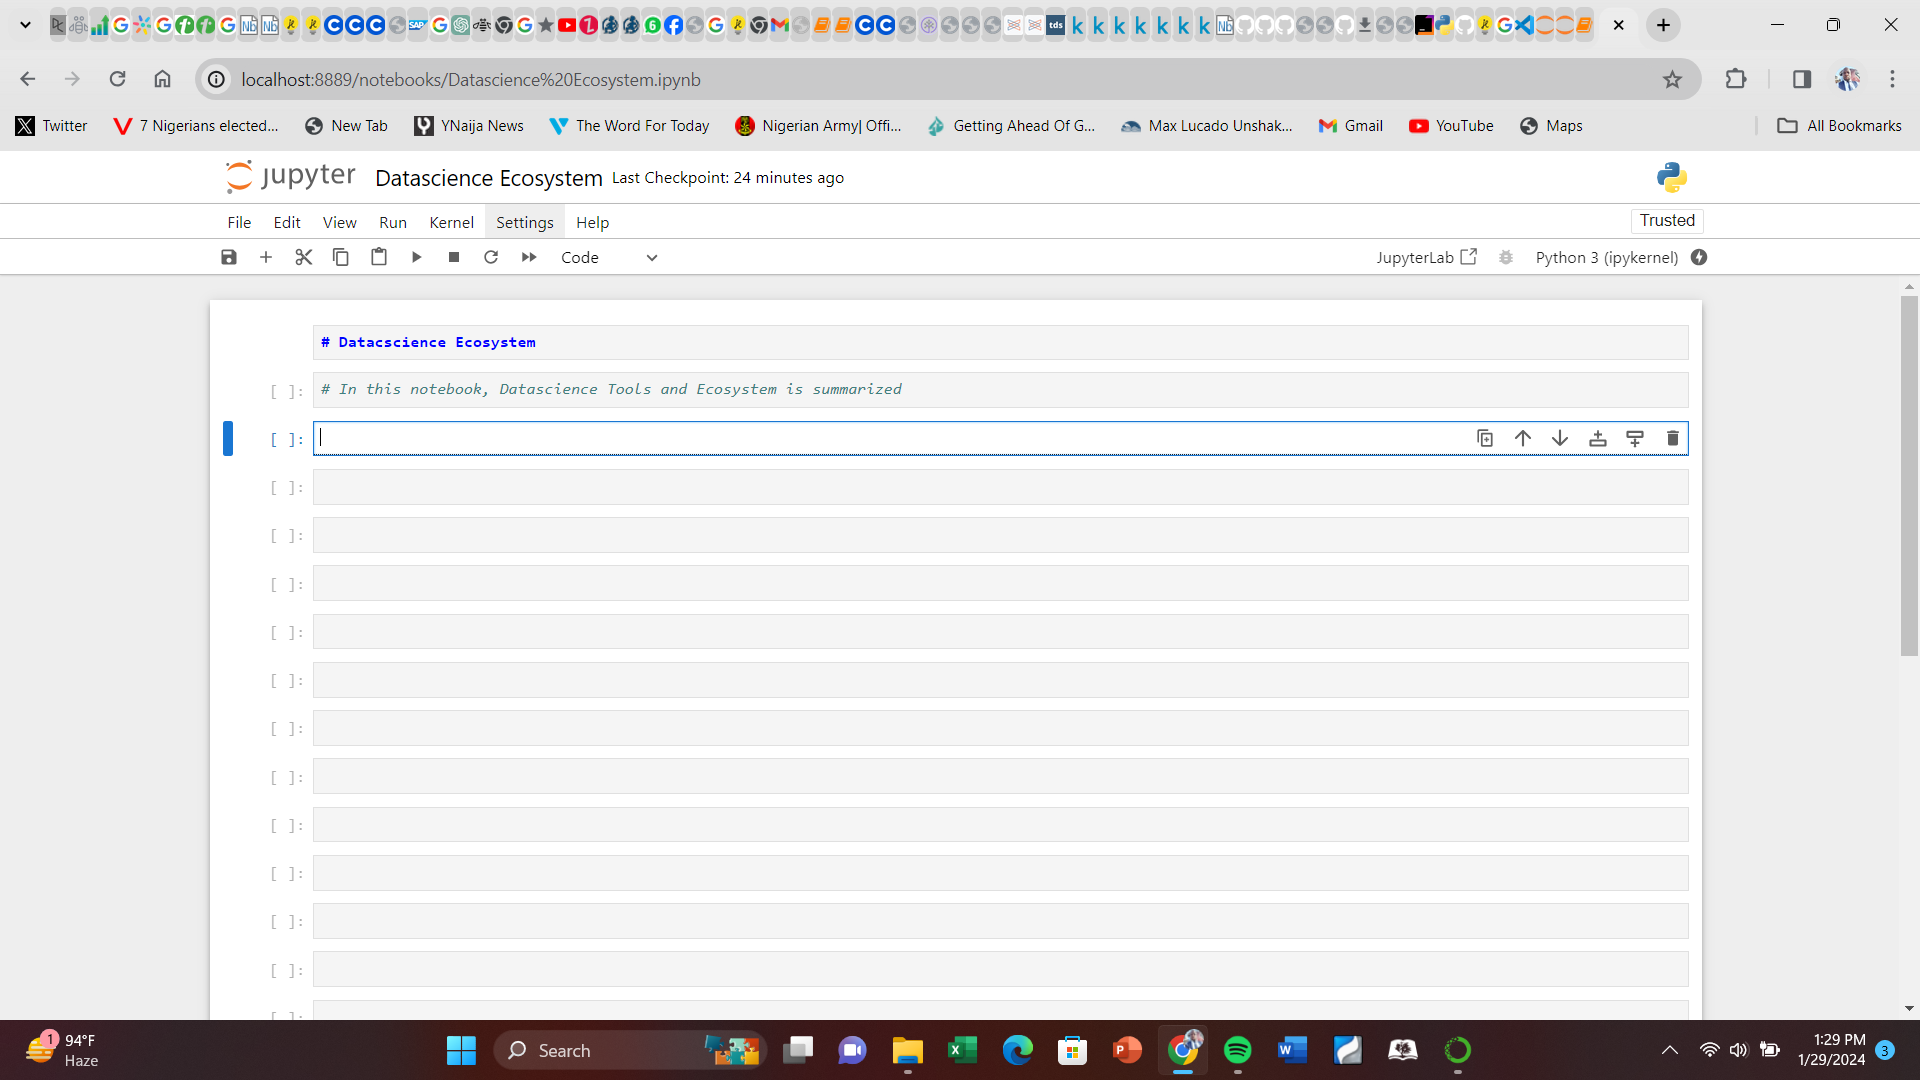 localhost:8889/notebooks/Datascience%20Ecosystem.ipynb
Twitter 7 Nigerians elected... New Tab YNaija News The Word For Today Nigerian Army| Offi... Getting Ahead Of G... Max Lucado Unshak... Gmail YouTube Maps All Bookmarks
jupyter Datascience Ecosystem Last Checkpoint: 24 minutes ago
File Edit View Run Kernel Settings Help Trusted
Code JupyterLab Python 3 (ipykernel)
# Datacscience Ecosystem
[ ]: # In this notebook, Datascience Tools and Ecosystem is summarized
[ ]:
[ ]:
[ ]:
[ ]:
[ ]:
[ ]:
[ ]:
[ ]:
[ ]:
[ ]:
[ ]:
[ ]:
[ ]:
1 94°F
Haze
Search
1:29 PM
1/29/2024 3